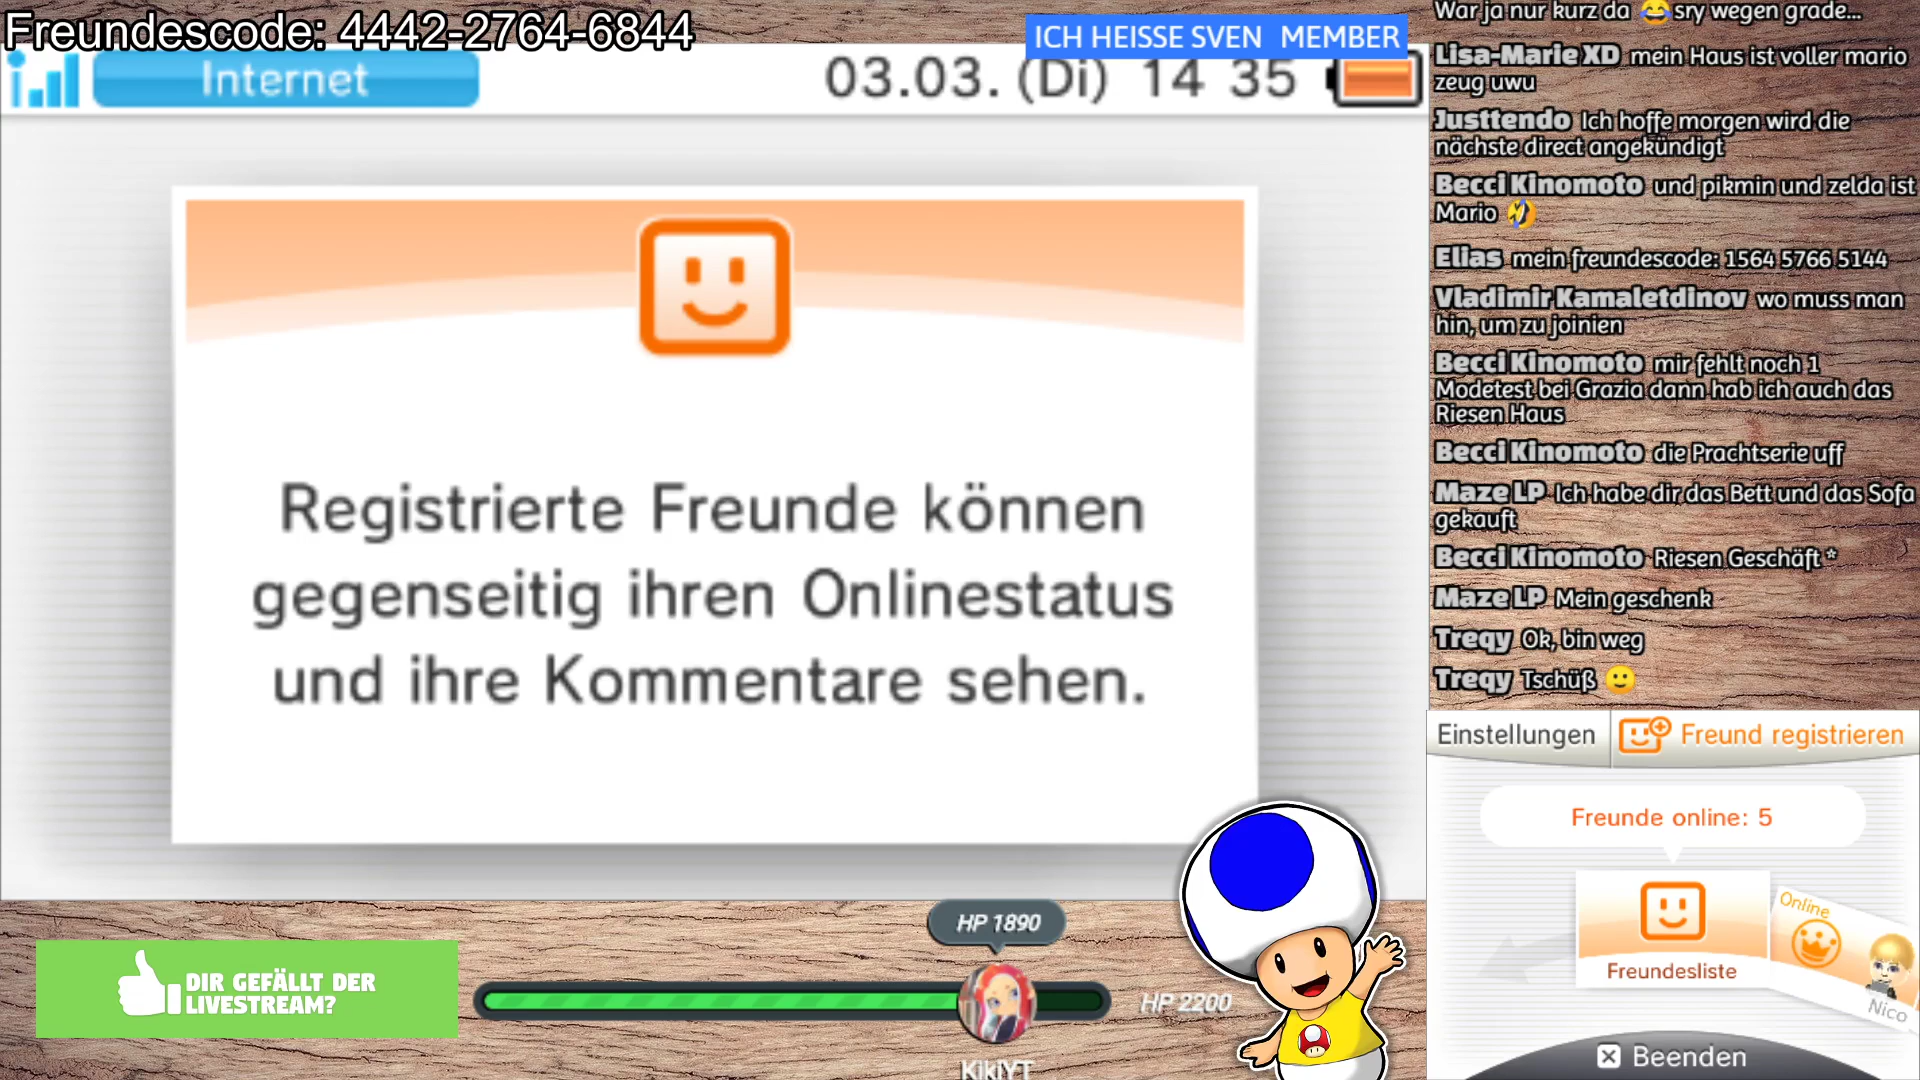 Freundescode: 4442-2764-6844
ICH HEISSE SVEN MEMBER
Internet
03.03. (Di) 14 35
Registrierte Freunde können
gegenseitig ihren Onlinestatus
und ihre Kommentare sehen.
War ja nur kurz da 😂 sry wegen grade...
Lisa-Marie XD mein Haus ist voller mario
zeug uwu
Justtendo Ich hoffe morgen wird die
nächste direct angekündigt
Becci Kinomoto und pikmin und zelda ist
Mario 🤣
Elias mein freundescode: 1564 5766 5144
Vladimir Kamaletdinov wo muss man
hin, um zu joinien
Becci Kinomoto mir fehlt noch 1
Modetest bei Grazia dann hab ich auch das
Riesen Haus
Becci Kinomoto die Prachtserie uff
Maze LP Ich habe dir das Bett und das Sofa
gekauft
Becci Kinomoto Riesen Geschäft *
Maze LP Mein geschenk
Treqy Ok, bin weg
Treqy Tschüß 🙂
Einstellungen
Freund registrieren
Freunde online: 5
Freundesliste
Online
Nico
Beenden
DIR GEFÄLLT DER
LIVESTREAM?
HP 1890
HP 2200
KikiYT